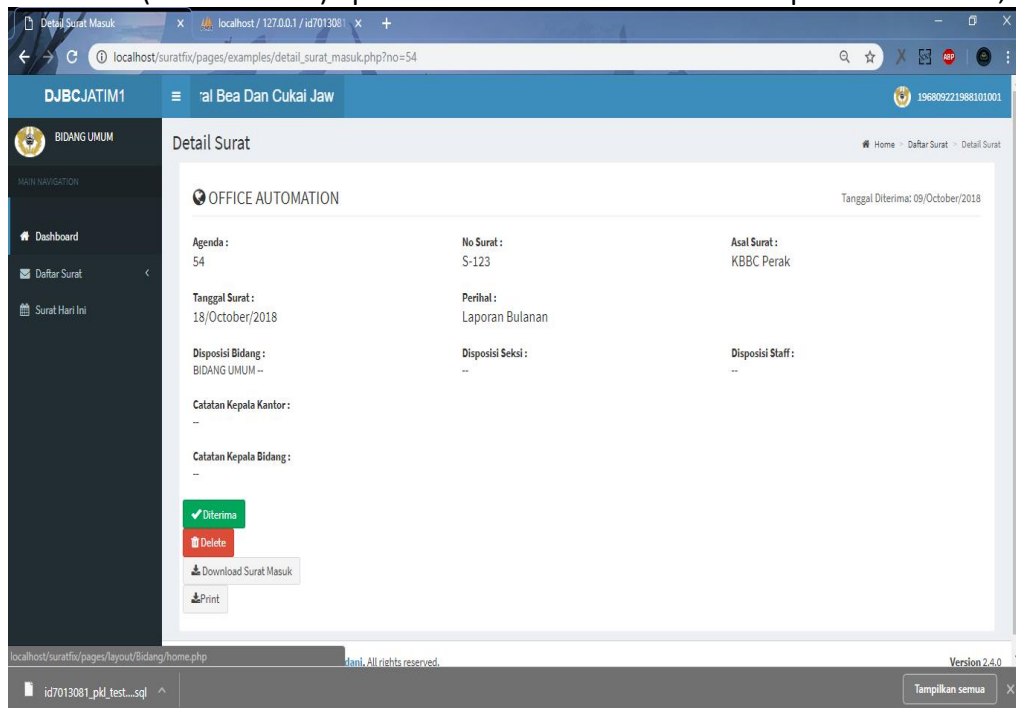 Detail Surat Masuk
localhost / 127.0.0.1 / id7013081
localhost/suratfix/pages/examples/detail_surat_masuk.php?no=54
ABP
DJBCJATIM1
ral Bea Dan Cukai Jaw
196809221988101001
BIDANG UMUM
Detail Surat
Home > Daftar Surat > Detail Surat
MAIN NAVIGATION
OFFICE AUTOMATION
Tanggal Diterima: 09/October/2018
Dashboard
Daftar Surat
Surat Hari Ini
Agenda :
54
No Surat :
S-123
Asal Surat :
KBBC Perak
Tanggal Surat :
18/October/2018
Perihal :
Laporan Bulanan
Disposisi Bidang :
BIDANG UMUM --
Disposisi Seksi :
--
Disposisi Staff :
--
Catatan Kepala Kantor :
--
Catatan Kepala Bidang :
--
Diterima
Delete
Download Surat Masuk
Print
localhost/suratfix/pages/layout/Bidang/home.php
dani. All rights reserved.
Version 2.4.0
id7013081_pkl_test....sql
Tampilkan semua